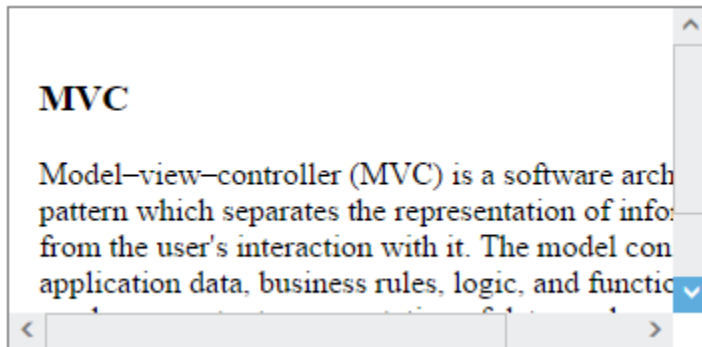 MVC
Model–view–controller (MVC) is a software arch
pattern which separates the representation of info
from the user's interaction with it. The model con
application data, business rules, logic, and functio